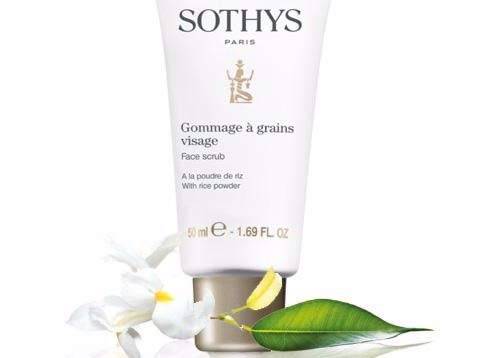 SOTHYS
PARIS
Gommage à grains
visage
Face scrub
A la poudre de riz
With rice powder
50 ml e - 1.69 FL. OZ